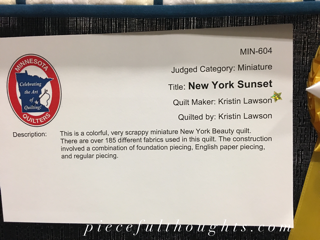 MIN-604
Judged Category: Miniature
Title: New York Sunset
Quilt Maker: Kristin Lawson
Quilted by: Kristin Lawson
MINNESOTA
Celebrating
the Art
of
Quilting!
QUILTERS
Description: This is a colorful, very scrappy miniature New York Beauty quilt.
There are over 185 different fabrics used in this quilt. The construction
involved a combination of foundation piecing, English paper piecing,
and regular piecing.
piecefulthoughts.com